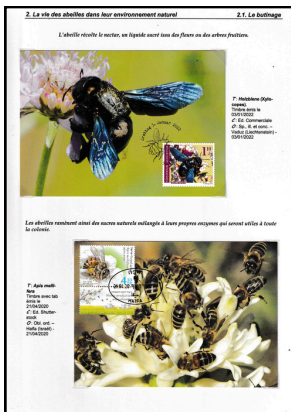 2. La vie des abeilles dans leur environnement naturel 2.1. Le butinage
L'abeille récolte le nectar, un liquide sucré issu des fleurs ou des arbres fruitiers.
T: Holzbiene (Xylo-
copes).
Timbre émis le
03/01/2022
E: Ed. Commerciale
O: Sp., ill. et conc. –
Vaduz (Liechtenstein) -
03/01/2022
Les abeilles ramènent ainsi des sucres naturels mélangés à leurs propres enzymes qui seront utiles à toute
la colonie.
T: Apis melli-
fera
Timbre avec tab
émis le
21/04/2020
E: Ed. Shutter-
stock
O: Obl. ord. –
Haïfa (Israël) -
21/04/2020